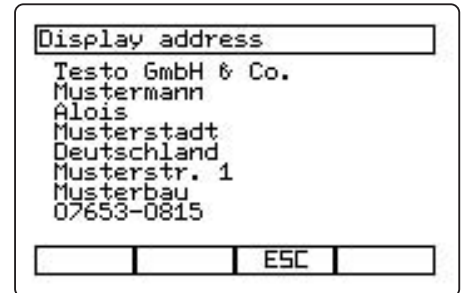 Display address
Testo GmbH & Co.
Mustermann
Alois
Musterstadt
Deutschland
Musterstr. 1
Musterbau
07653-0815
ESC